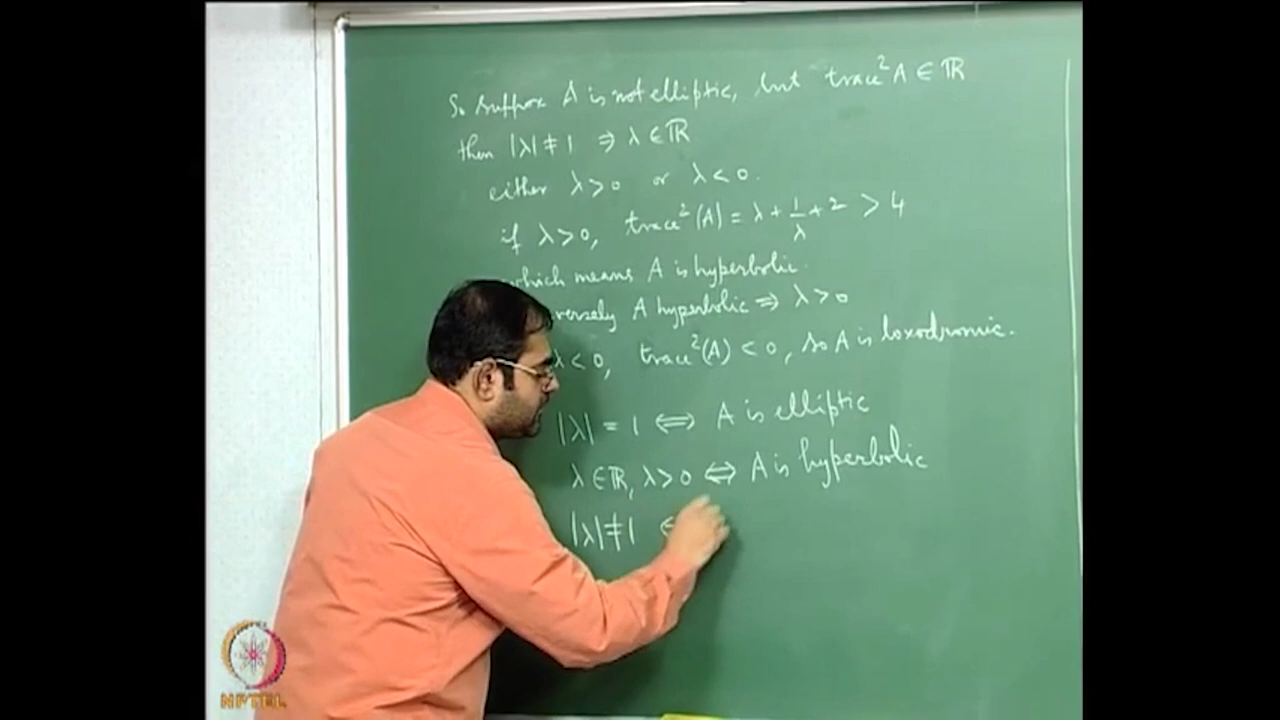 So suppose A is not elliptic, but trace²A ∈ ℝ
then |λ| ≠ 1 ⇒ λ ∈ ℝ
either λ > 0 or λ < 0.
if λ > 0, trace²(A) = λ + 1/λ + 2 > 4
which means A is hyperbolic.
versely A hyperbolic ⇒ λ > 0
λ < 0, trace²(A) < 0, so A is loxodromic.
|λ| = 1 ⇔ A is elliptic
λ ∈ ℝ, λ > 0 ⇔ A is hyperbolic
|λ| ≠ 1
NPTEL